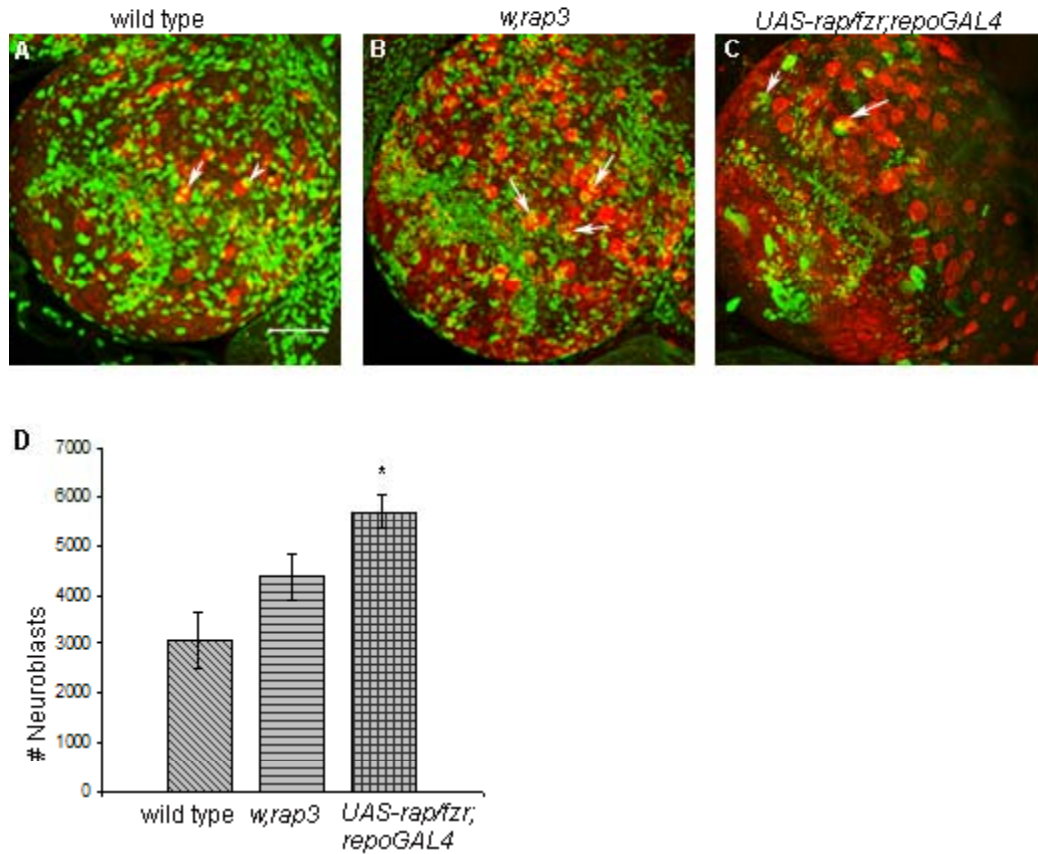 wild type
w,rap3
UAS-rap/fzr;repoGAL4
A
B
C
D
# Neuroblasts
7000
6000
5000
4000
3000
2000
1000
0
*
wild type
w,rap3
UAS-rap/fzr;
repoGAL4